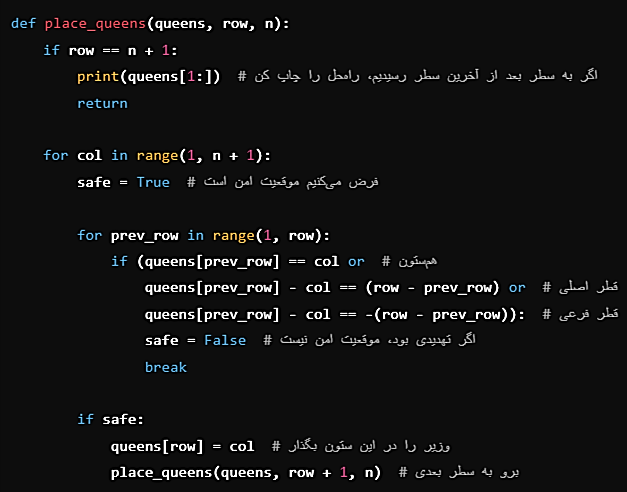 def place_queens(queens, row, n):
    if row == n + 1:
        print(queens[1:])  # اگر به سطر بعد از آخرین سطر رسیدیم، راه‌حل را چاپ کن
        return
    for col in range(1, n + 1):
        safe = True  # فرض می‌کنیم موقعیت امن است
        for prev_row in range(1, row):
            if (queens[prev_row] == col or  # هم‌ستون
                queens[prev_row] - col == (row - prev_row) or  # قطر اصلی
                queens[prev_row] - col == -(row - prev_row)):  # قطر فرعی
                safe = False  # اگر تهدیدی بود، موقعیت امن نیست
                break
        if safe:
            queens[row] = col  # وزیر را در این ستون بگذار
            place_queens(queens, row + 1, n)  # برو به سطر بعدی